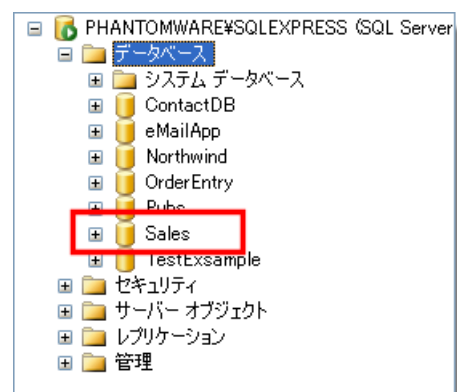 PHANTOMWARE¥SQLEXPRESS (SQL Server
データベース
システム データベース
ContactDB
eMailApp
Northwind
OrderEntry
Pubs
Sales
TestExsample
セキュリティ
サーバー オブジェクト
レプリケーション
管理